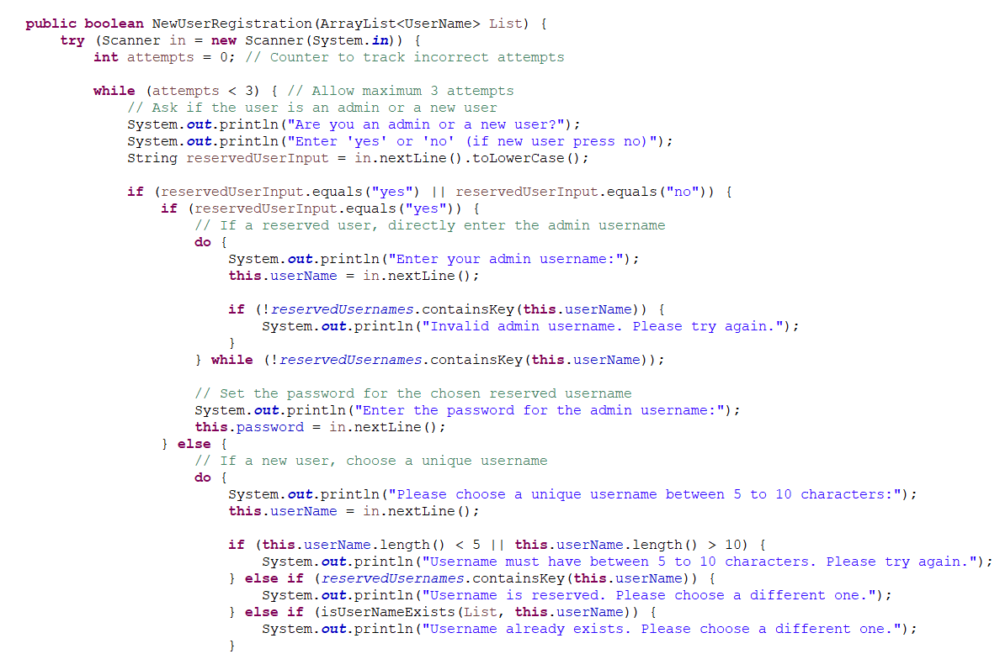 public boolean NewUserRegistration(ArrayList<UserName> List) {
    try (Scanner in = new Scanner(System.in)) {
        int attempts = 0; // Counter to track incorrect attempts

        while (attempts < 3) { // Allow maximum 3 attempts
            // Ask if the user is an admin or a new user
            System.out.println("Are you an admin or a new user?");
            System.out.println("Enter 'yes' or 'no' (if new user press no)");
            String reservedUserInput = in.nextLine().toLowerCase();

            if (reservedUserInput.equals("yes") || reservedUserInput.equals("no")) {
                if (reservedUserInput.equals("yes")) {
                    // If a reserved user, directly enter the admin username
                    do {
                        System.out.println("Enter your admin username:");
                        this.userName = in.nextLine();

                        if (!reservedUsernames.containsKey(this.userName)) {
                            System.out.println("Invalid admin username. Please try again.");
                        }
                    } while (!reservedUsernames.containsKey(this.userName));

                    // Set the password for the chosen reserved username
                    System.out.println("Enter the password for the admin username:");
                    this.password = in.nextLine();
                } else {
                    // If a new user, choose a unique username
                    do {
                        System.out.println("Please choose a unique username between 5 to 10 characters:");
                        this.userName = in.nextLine();

                        if (this.userName.length() < 5 || this.userName.length() > 10) {
                            System.out.println("Username must have between 5 to 10 characters. Please try again.");
                        } else if (reservedUsernames.containsKey(this.userName)) {
                            System.out.println("Username is reserved. Please choose a different one.");
                        } else if (isUserNameExists(List, this.userName)) {
                            System.out.println("Username already exists. Please choose a different one.");
                        }